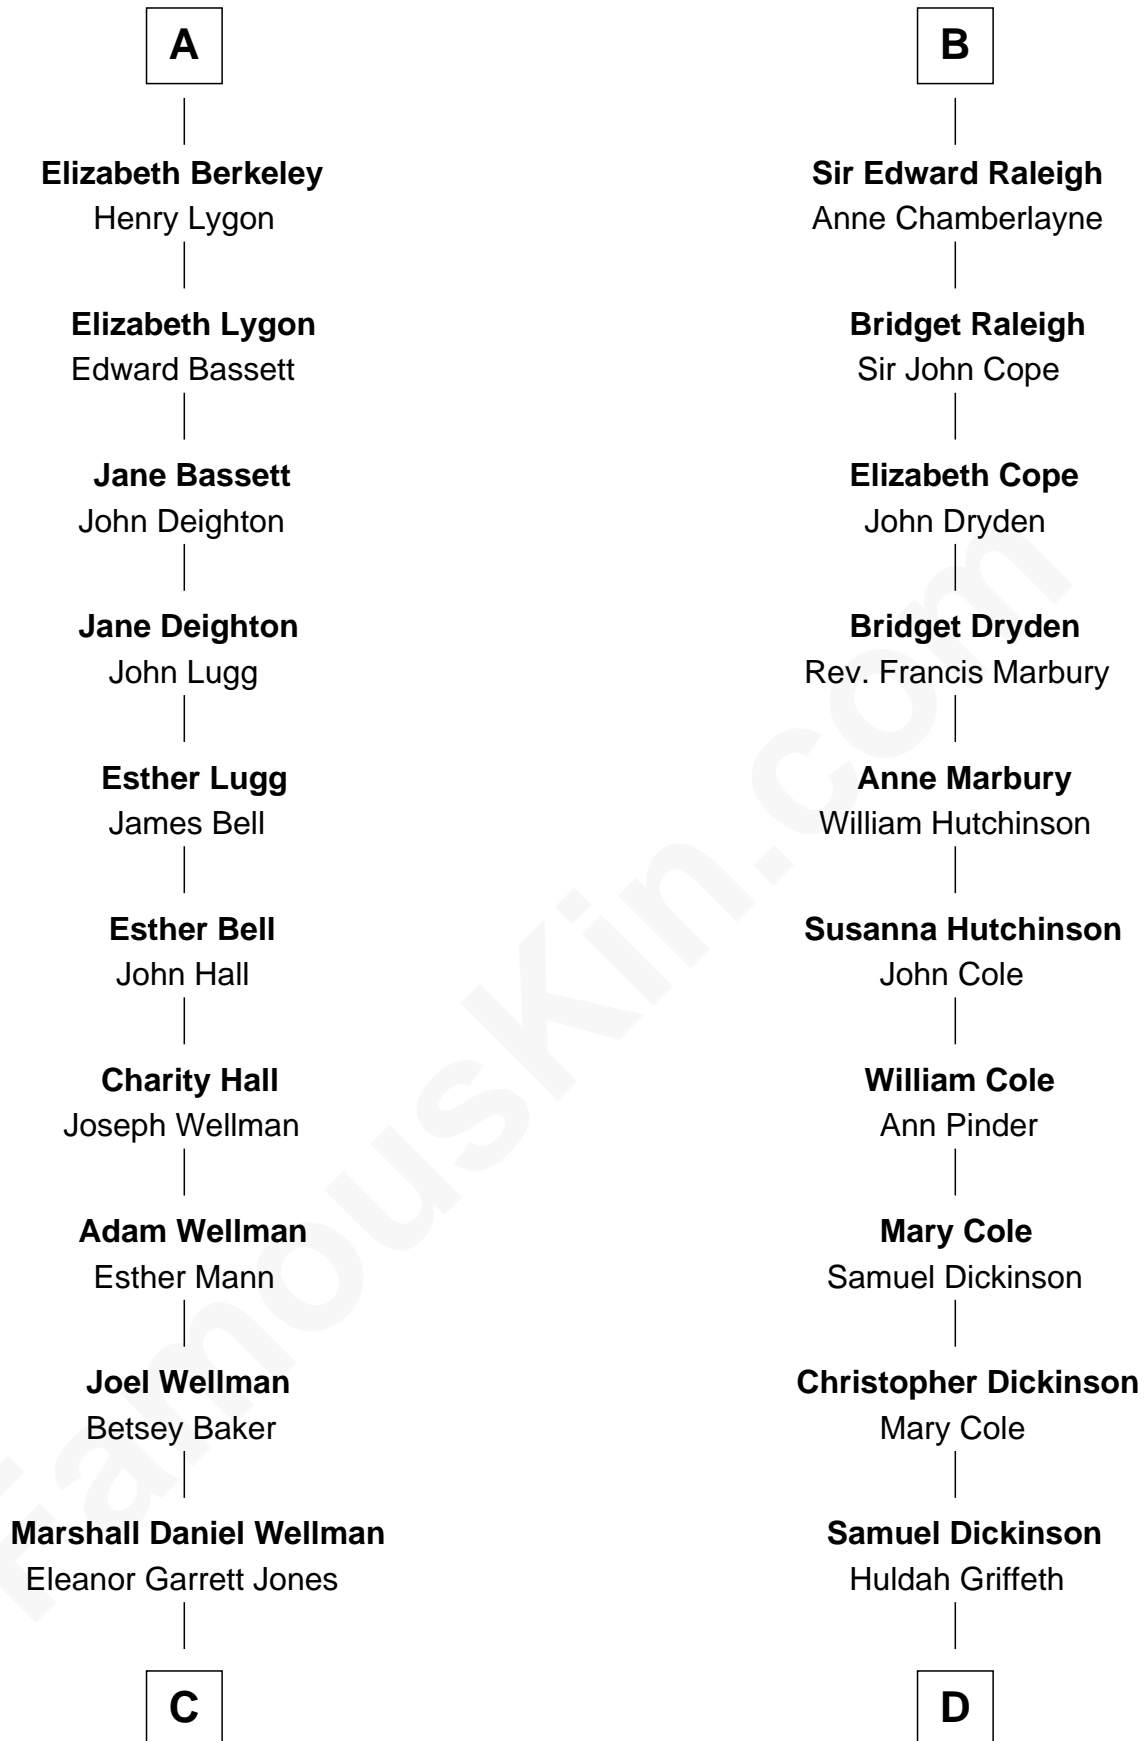 A
Elizabeth Berkeley
Henry Lygon
Elizabeth Lygon
Edward Bassett
Jane Bassett
John Deighton
Jane Deighton
John Lugg
Esther Lugg
James Bell
Esther Bell
John Hall
Charity Hall
Joseph Wellman
Adam Wellman
Esther Mann
Joel Wellman
Betsey Baker
Marshall Daniel Wellman
Eleanor Garrett Jones
C
B
Sir Edward Raleigh
Anne Chamberlayne
Bridget Raleigh
Sir John Cope
Elizabeth Cope
John Dryden
Bridget Dryden
Rev. Francis Marbury
Anne Marbury
William Hutchinson
Susanna Hutchinson
John Cole
William Cole
Ann Pinder
Mary Cole
Samuel Dickinson
Christopher Dickinson
Mary Cole
Samuel Dickinson
Huldah Griffeth
D
FamousKin.com